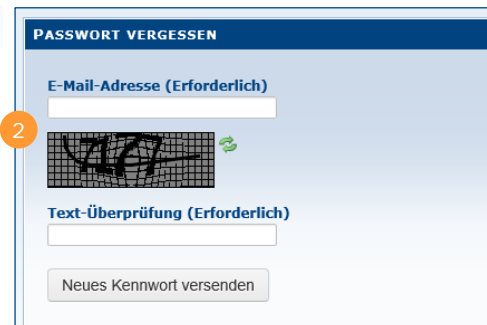 PASSWORT VERGESSEN
E-Mail-Adresse (Erforderlich)
2
Text-Überprüfung (Erforderlich)
Neues Kennwort versenden